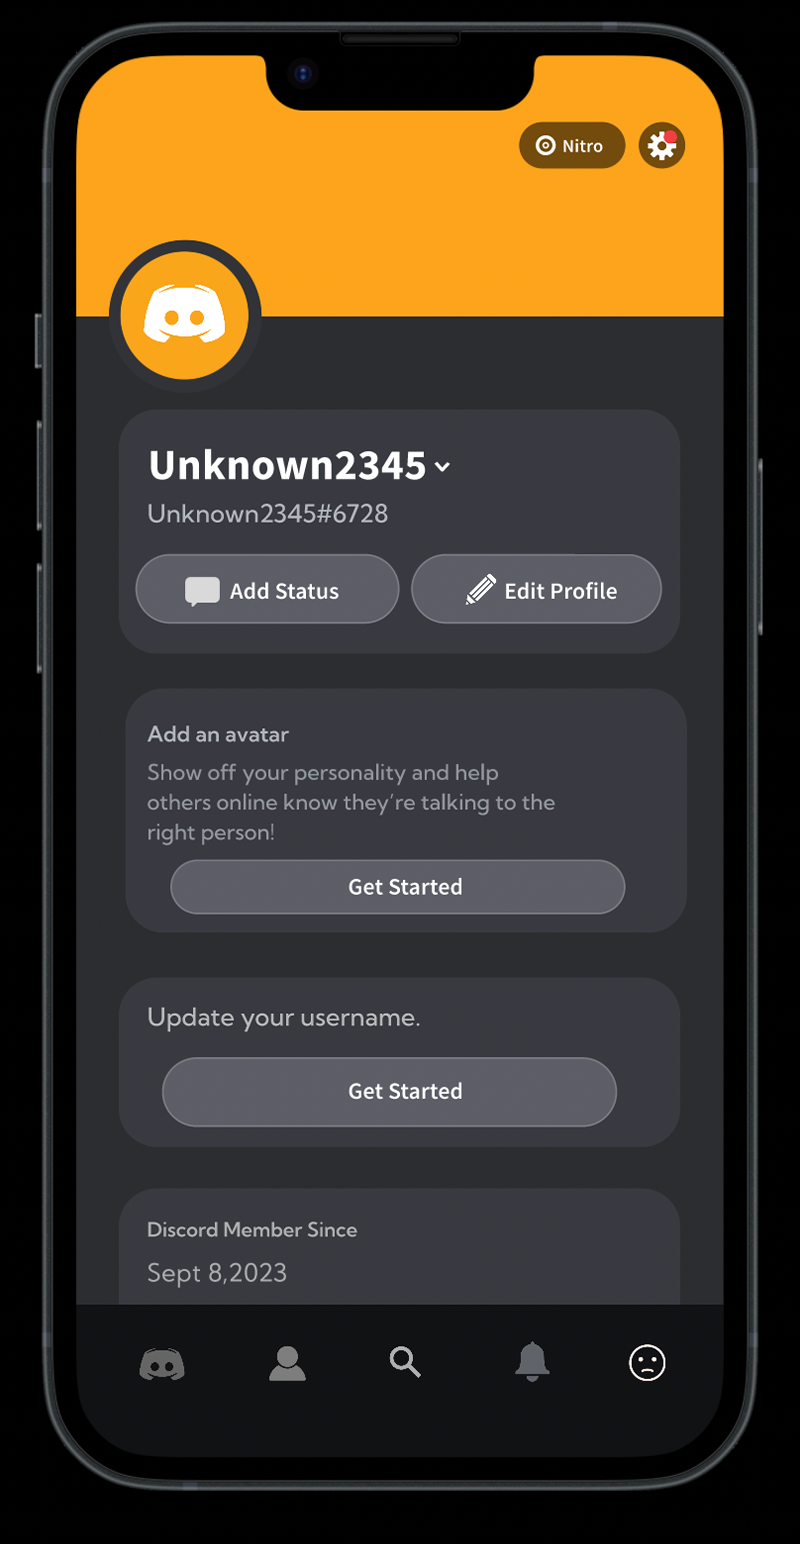 Nitro
Unknown2345
Unknown2345#6728
Add Status
Edit Profile
Add an avatar
Show off your personality and help
others online know they’re talking to the
right person!
Get Started
Update your username.
Get Started
Discord Member Since
Sept 8,2023